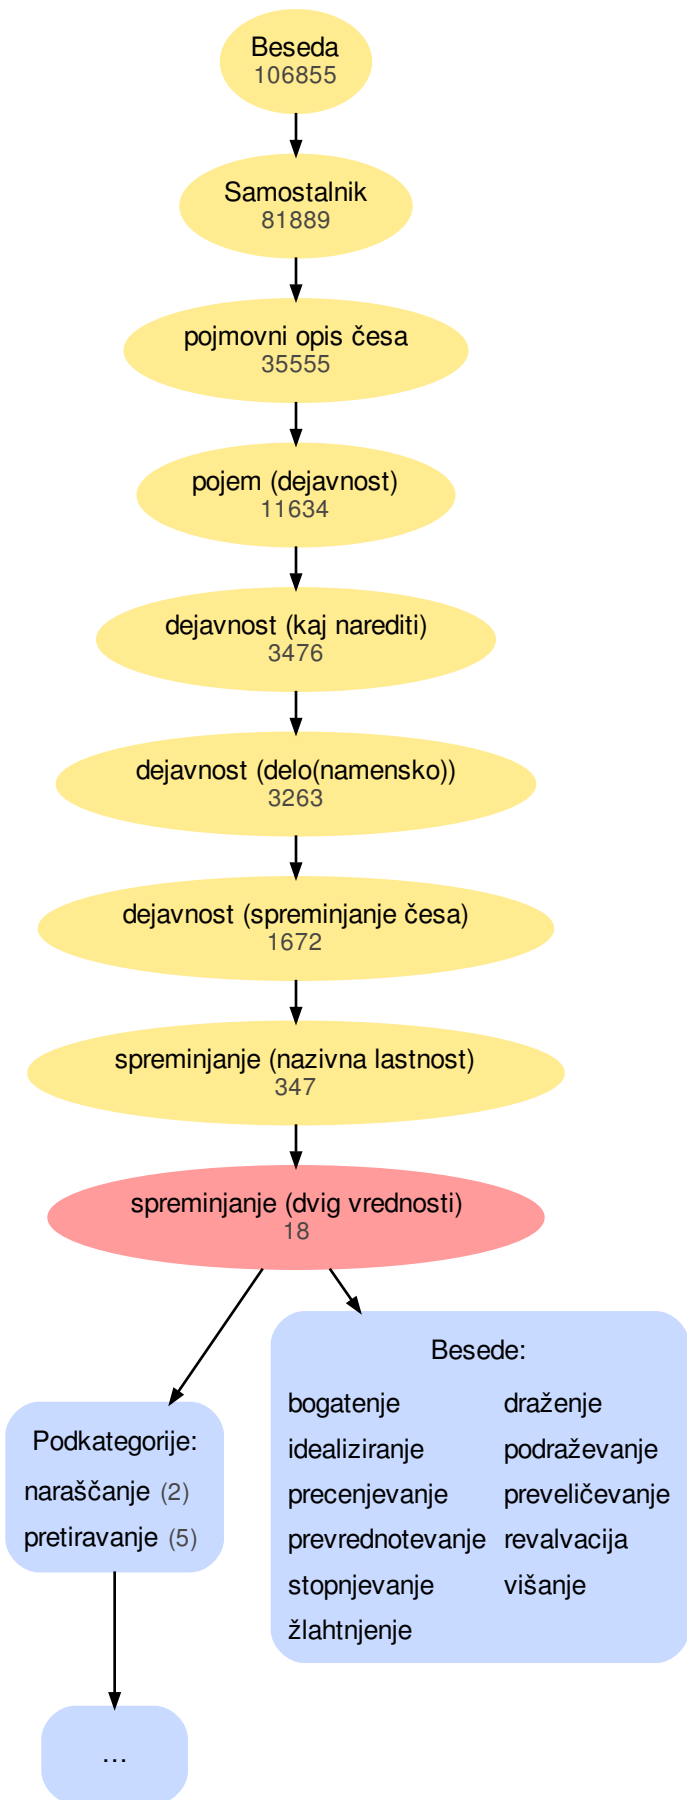 Beseda
106855
Samostalnik
81889
pojmovni opis česa
35555
pojem (dejavnost)
11634
dejavnost (kaj narediti)
3476
dejavnost (delo(namensko))
3263
dejavnost (spreminjanje česa)
1672
spreminjanje (nazivna lastnost)
347
spreminjanje (dvig vrednosti)
18
Podkategorije:
naraščanje (2)
pretiravanje (5)
...
Besede:
bogatenje draženje
idealiziranje podraževanje
precenjevanje preveličevanje
prevrednotevanje revalvacija
stopnjevanje višanje
žlahtnjenje